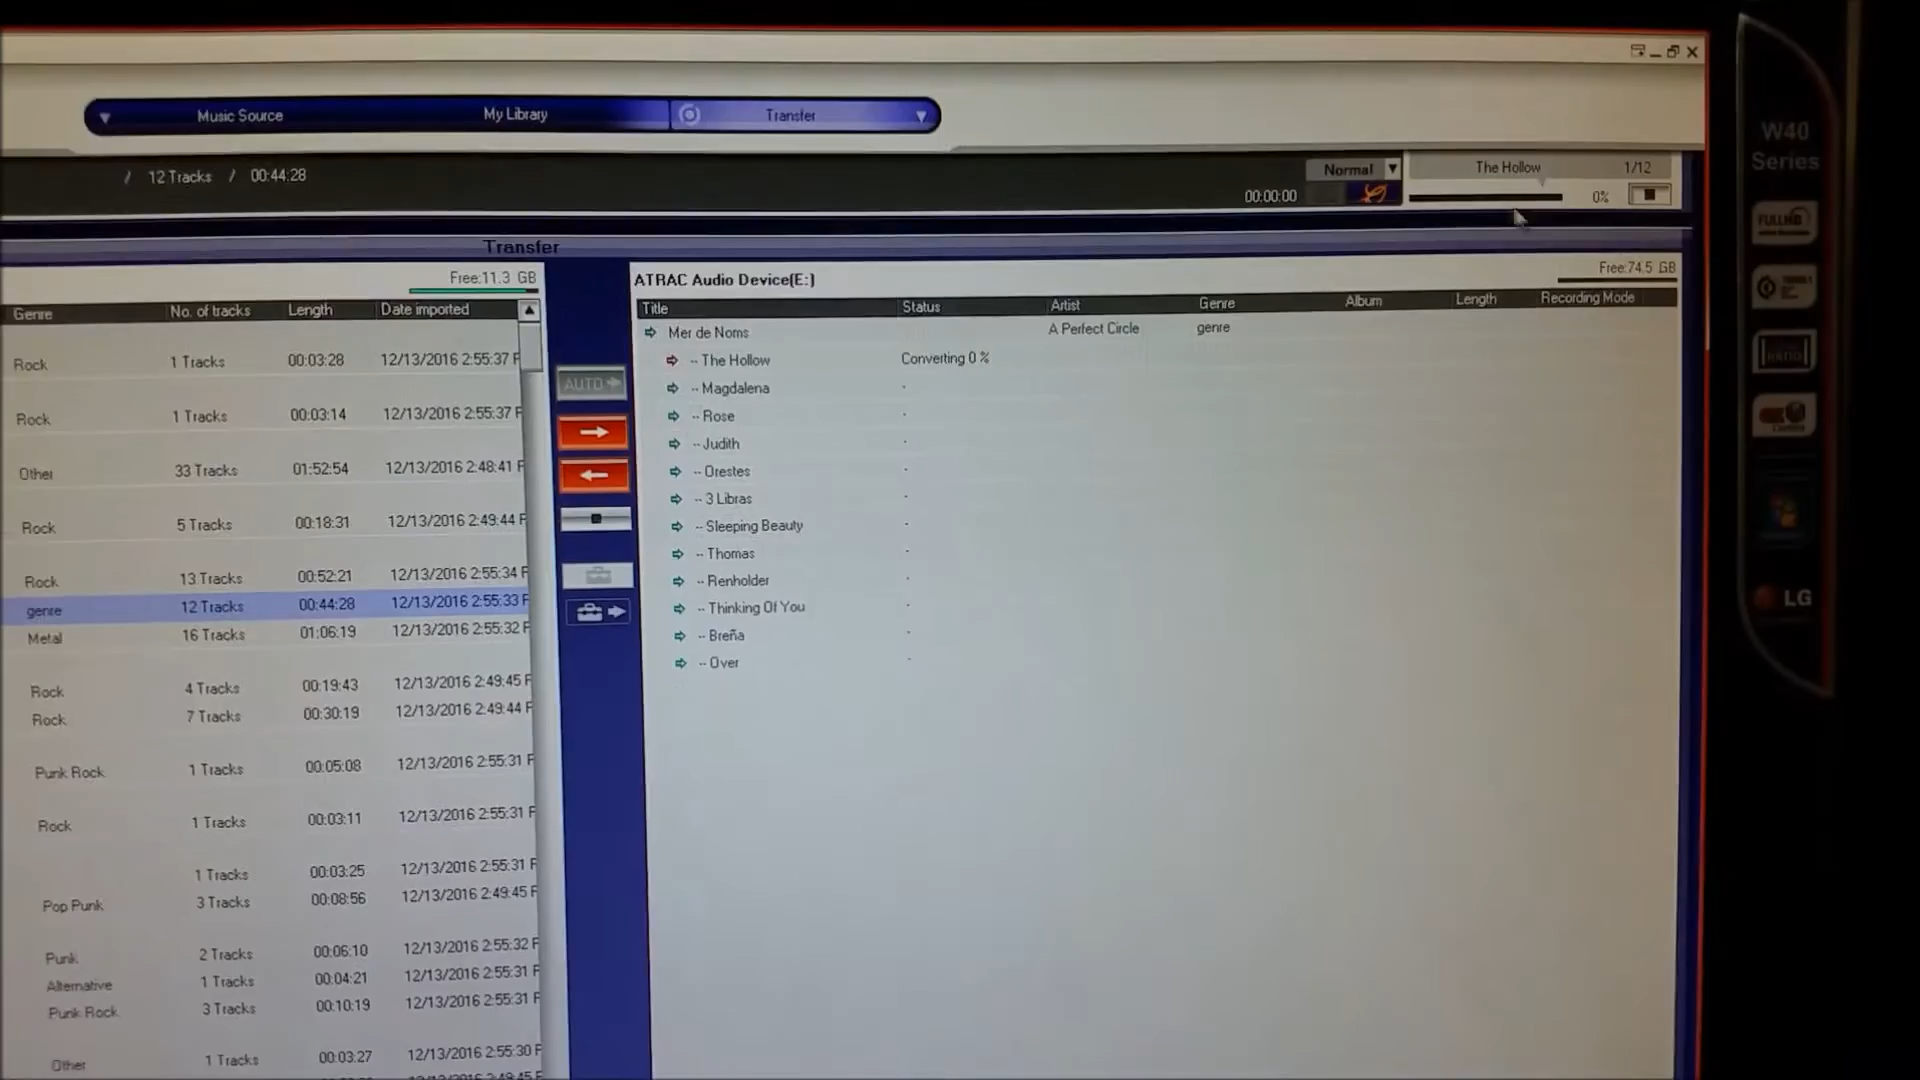 Music Source My Library Transfer
/ 12 Tracks / 00:44:28
00:00:00
Normal
The Hollow 1/12
0%
Transfer
Free:11.3 GB
Genre No. of tracks Length Date imported
Rock 1 Tracks 00:03:28 12/13/2016 2:55:37 P
Rock 1 Tracks 00:03:14 12/13/2016 2:55:37 P
Other 33 Tracks 01:52:54 12/13/2016 2:48:41 P
Rock 5 Tracks 00:18:31 12/13/2016 2:49:44 P
Rock 13 Tracks 00:52:21 12/13/2016 2:55:34 P
genre 12 Tracks 00:44:28 12/13/2016 2:55:33 P
Metal 16 Tracks 01:06:19 12/13/2016 2:55:32 P
Rock 4 Tracks 00:19:43 12/13/2016 2:49:45 P
Rock 7 Tracks 00:30:19 12/13/2016 2:49:44 P
Punk Rock 1 Tracks 00:05:08 12/13/2016 2:55:31 P
Rock 1 Tracks 00:03:11 12/13/2016 2:55:31 P
1 Tracks 00:03:25 12/13/2016 2:55:31 P
Pop Punk 3 Tracks 00:08:56 12/13/2016 2:49:45 P
Punk 2 Tracks 00:06:10 12/13/2016 2:55:32 P
Alternative 1 Tracks 00:04:21 12/13/2016 2:55:31 P
Punk Rock 3 Tracks 00:10:19 12/13/2016 2:55:31 P
Other 1 Tracks 00:03:27 12/13/2016 2:55:30 P
AUTO
ATRAC Audio Device(E:)
Free:74.5 GB
Title Status Artist Genre Album Length Recording Mode
Mer de Noms A Perfect Circle genre
-- The Hollow Converting 0 %
-- Magdalena -
-- Rose -
-- Judith -
-- Orestes -
-- 3 Libras -
-- Sleeping Beauty -
-- Thomas -
-- Renholder -
-- Thinking Of You -
-- Breña -
-- Over -
W40
Series
FULL HD
LG